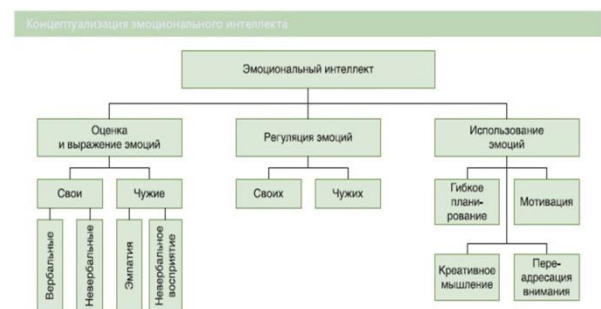 Концептуализация эмоционального интеллекта
Эмоциональный интеллект
Оценка
и выражение эмоций
Регуляция эмоций
Использование
эмоций
Свои
Чужие
Своих
Чужих
Гибкое
плани-
рование
Мотивация
Вербальные
Невербальные
Эмпатия
Невербальное
восприятие
Креативное
мышление
Пере-
адресация
внимания